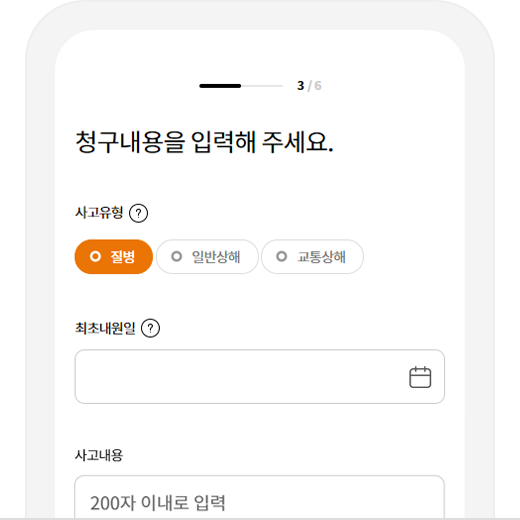 3 / 6
청구내용을 입력해 주세요.
사고유형 ?
질병 일반상해 교통상해
최초내원일 ?
사고내용
200자 이내로 입력